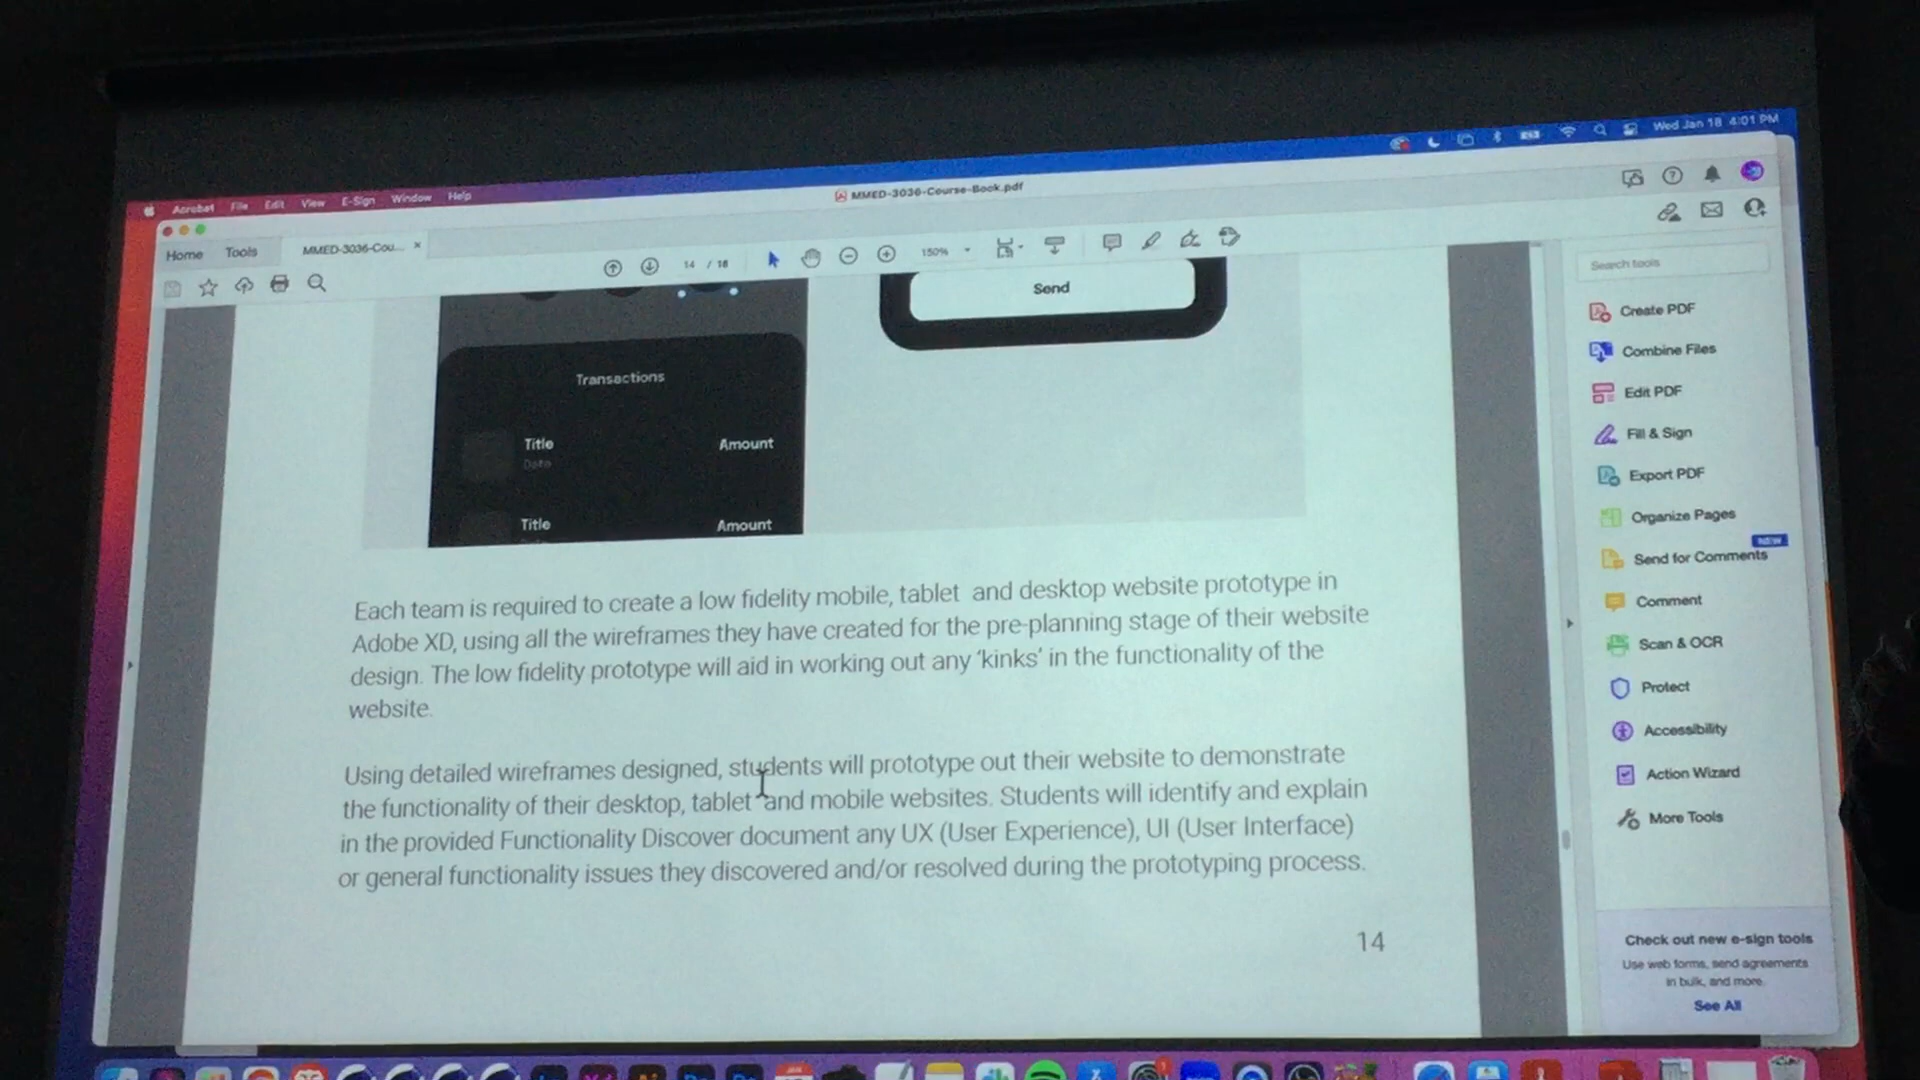 Wed Jan 18 4:01 PM
Acrobat File Edit View E-Sign Window Help
MMED-3036-Course-Book.pdf
Home Tools MMED-3036-Cou... ×
14 / 18
150%
Search tools
Send
Transactions
Title Amount
Date
Title Amount
Create PDF
Combine Files
Edit PDF
Fill & Sign
Export PDF
Organize Pages
NEW
Send for Comments
Comment
Scan & OCR
Protect
Accessibility
Action Wizard
More Tools
Each team is required to create a low fidelity mobile, tablet  and desktop website prototype in
Adobe XD, using all the wireframes they have created for the pre-planning stage of their website
design. The low fidelity prototype will aid in working out any ‘kinks’ in the functionality of the
website.
Using detailed wireframes designed, students will prototype out their website to demonstrate
the functionality of their desktop, tablet and mobile websites. Students will identify and explain
in the provided Functionality Discover document any UX (User Experience), UI (User Interface)
or general functionality issues they discovered and/or resolved during the prototyping process.
14
Check out new e-sign tools
Use web forms, send agreements
in bulk, and more.
See All